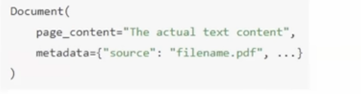 Document(
    page_content="The actual text content",
    metadata={"source": "filename.pdf", ...}
)